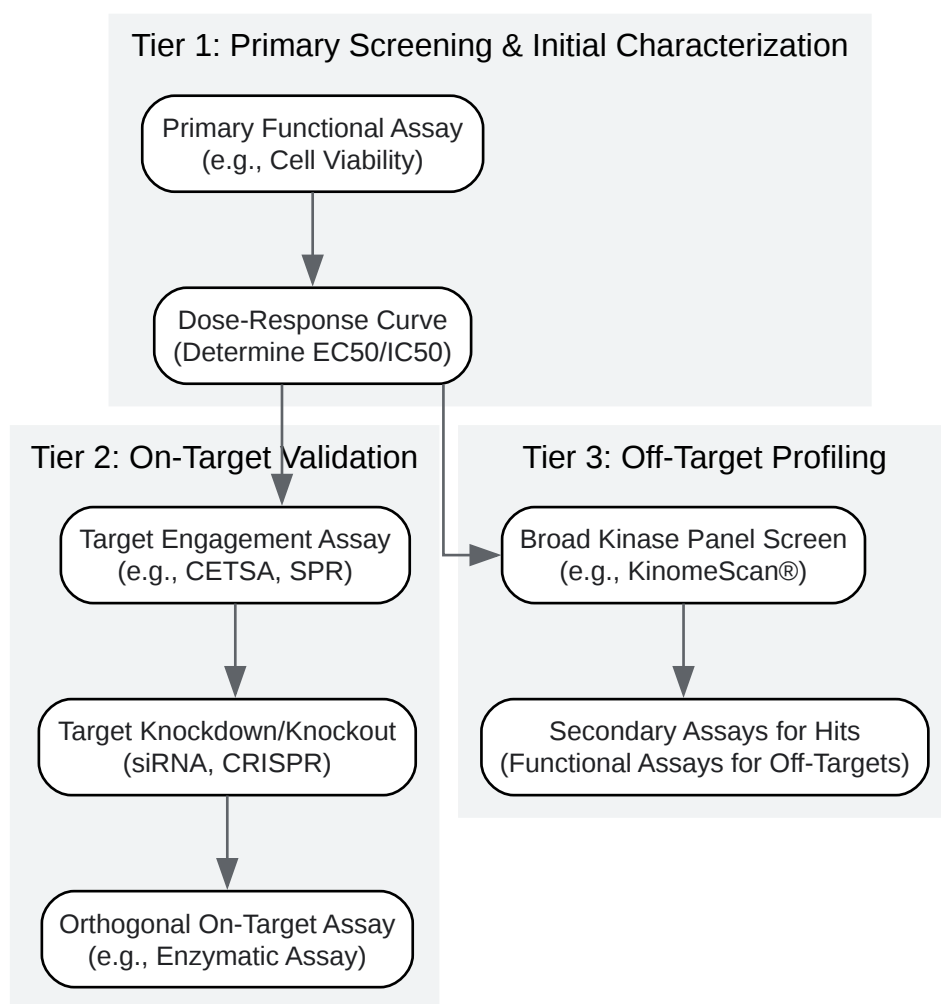 Tier 1: Primary Screening & Initial Characterization
Primary Functional Assay
(e.g., Cell Viability)
Dose-Response Curve
(Determine EC50/IC50)
Tier 2: On-Target Validation
Target Engagement Assay
(e.g., CETSA, SPR)
Target Knockdown/Knockout
(siRNA, CRISPR)
Orthogonal On-Target Assay
(e.g., Enzymatic Assay)
Tier 3: Off-Target Profiling
Broad Kinase Panel Screen
(e.g., KinomeScan®)
Secondary Assays for Hits
(Functional Assays for Off-Targets)